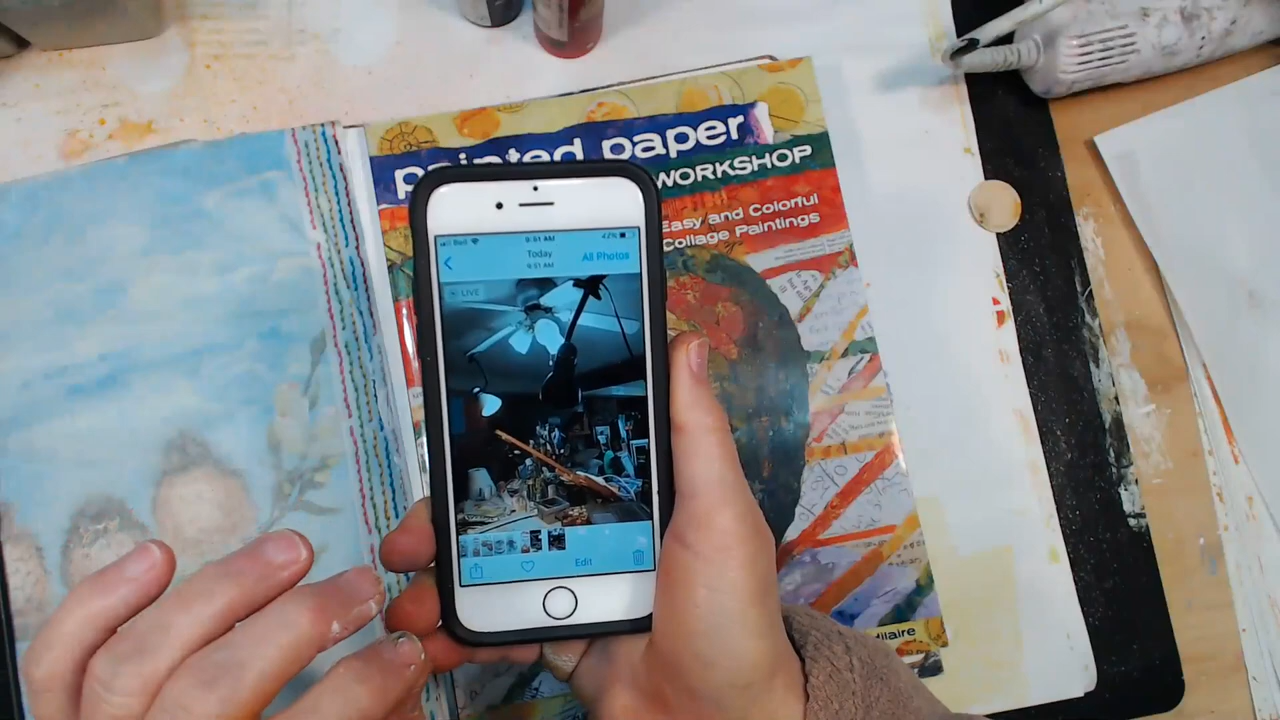 painted paper
WORKSHOP
Easy and Colorful
Collage Paintings
Bell
9:51 AM
Today
9:51 AM
All Photos
LIVE
Edit